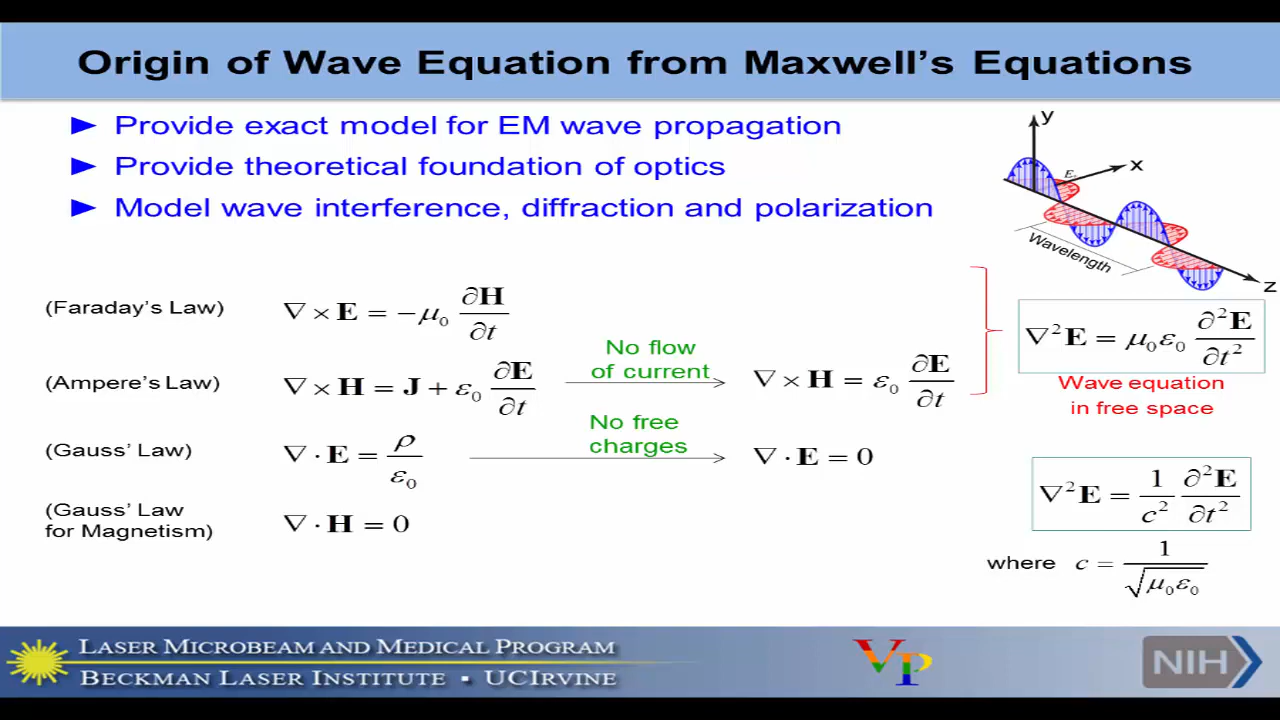 Origin of Wave Equation from Maxwell's Equations
► Provide exact model for EM wave propagation
► Provide theoretical foundation of optics
► Model wave interference, diffraction and polarization
y
x
Wavelength
z
(Faraday's Law) ∇ × E = −μ₀ ∂H/∂t
(Ampere's Law) ∇ × H = J + ε₀ ∂E/∂t
No flow
of current
∇ × H = ε₀ ∂E/∂t
(Gauss' Law) ∇ · E = ρ/ε₀
No free
charges
∇ · E = 0
(Gauss' Law
for Magnetism) ∇ · H = 0
∇²E = μ₀ε₀ ∂²E/∂t²
Wave equation
in free space
∇²E = 1/c² ∂²E/∂t²
where c = 1/√μ₀ε₀
LASER MICROBEAM AND MEDICAL PROGRAM
BECKMAN LASER INSTITUTE ▪ UCIRVINE
VP
NIH